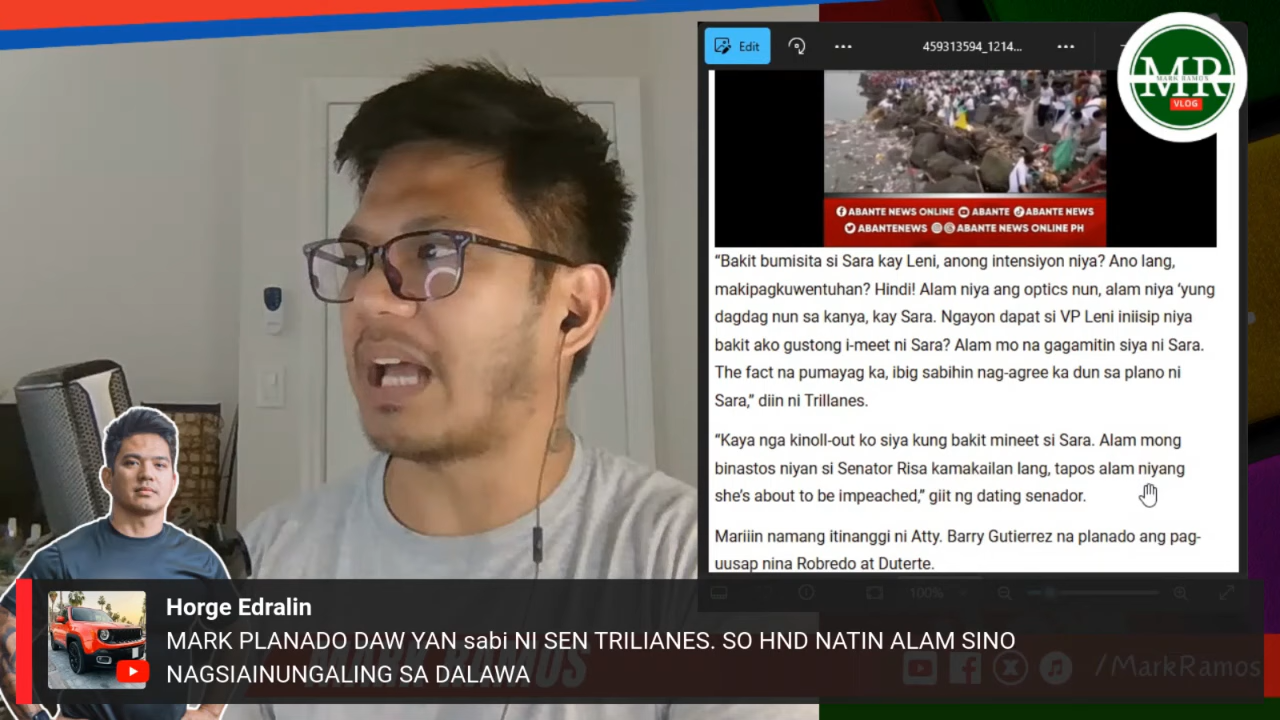 Edit
459313594_1214...
MARK RAMOS
MR
VLOG
ABANTE NEWS ONLINE ABANTE ABANTE NEWS
ABANTENEWS ABANTE NEWS ONLINE PH
“Bakit bumisita si Sara kay Leni, anong intensiyon niya? Ano lang,
makipagkuwentuhan? Hindi! Alam niya ang optics nun, alam niya ‘yung
dagdag nun sa kanya, kay Sara. Ngayon dapat si VP Leni iniisip niya
bakit ako gustong i-meet ni Sara? Alam mo na gagamitin siya ni Sara.
The fact na pumayag ka, ibig sabihin nag-agree ka dun sa plano ni
Sara,” diin ni Trillanes.
“Kaya nga kinoll-out ko siya kung bakit mineet si Sara. Alam mong
binastos niyan si Senator Risa kamakailan lang, tapos alam niyang
she’s about to be impeached,” giit ng dating senador.
Mariiin namang itinanggi ni Atty. Barry Gutierrez na planado ang pag-
uusap nina Robredo at Duterte.
100%
Horge Edralin
MARK PLANADO DAW YAN sabi NI SEN TRILIANES. SO HND NATIN ALAM SINO
NAGSIAINUNGALING SA DALAWA
/MarkRamos